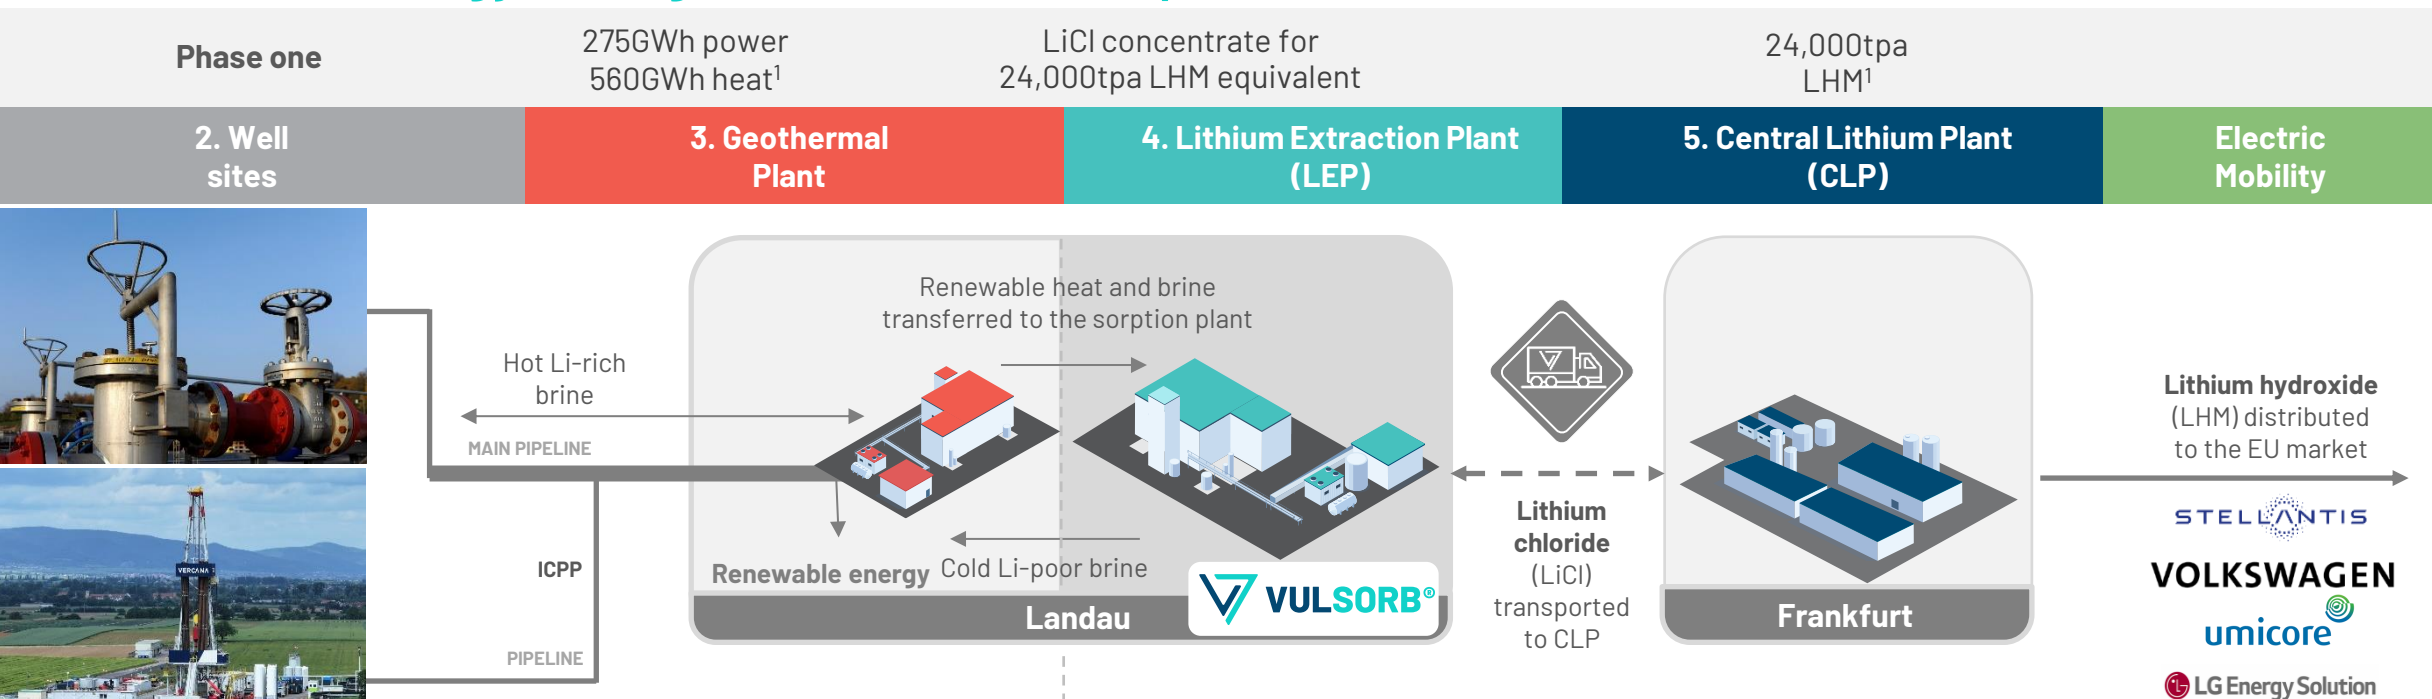 Phase one
275GWh power
560GWh heat¹
LiCl concentrate for
24,000tpa LHM equivalent
24,000tpa
LHM¹
2. Well
sites
3. Geothermal
Plant
4. Lithium Extraction Plant
(LEP)
5. Central Lithium Plant
(CLP)
Electric
Mobility
Renewable heat and brine
transferred to the sorption plant
Hot Li-rich
brine
MAIN PIPELINE
ICPP
PIPELINE
VERCANA
Renewable energy
Cold Li-poor brine
VULSORB®
Landau
Lithium
chloride
(LiCl)
transported
to CLP
Frankfurt
Lithium hydroxide
(LHM) distributed
to the EU market
STELLANTIS
VOLKSWAGEN
umicore
LG Energy Solution